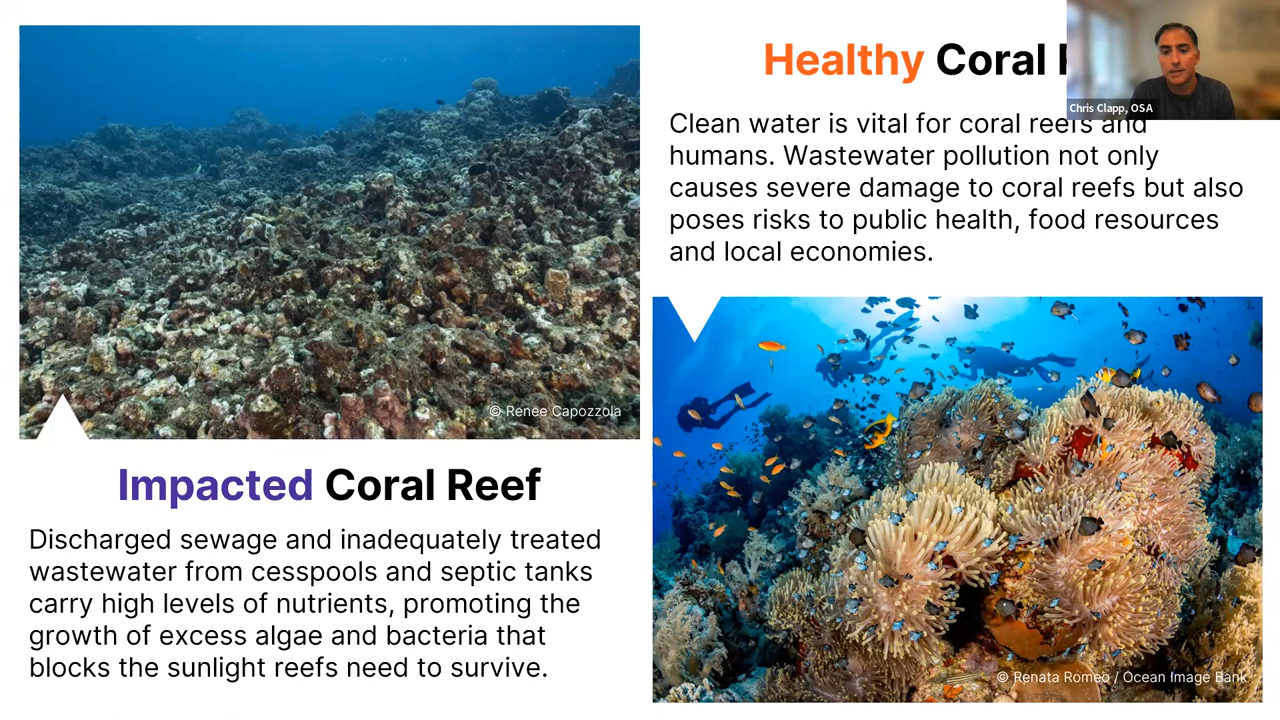 © Renee Capozzola
Impacted Coral Reef
Discharged sewage and inadequately treated
wastewater from cesspools and septic tanks
carry high levels of nutrients, promoting the
growth of excess algae and bacteria that
blocks the sunlight reefs need to survive.
Healthy Coral
Chris Clapp, OSA
Clean water is vital for coral reefs and
humans. Wastewater pollution not only
causes severe damage to coral reefs but also
poses risks to public health, food resources
and local economies.
© Renata Romeo / Ocean Image Bank